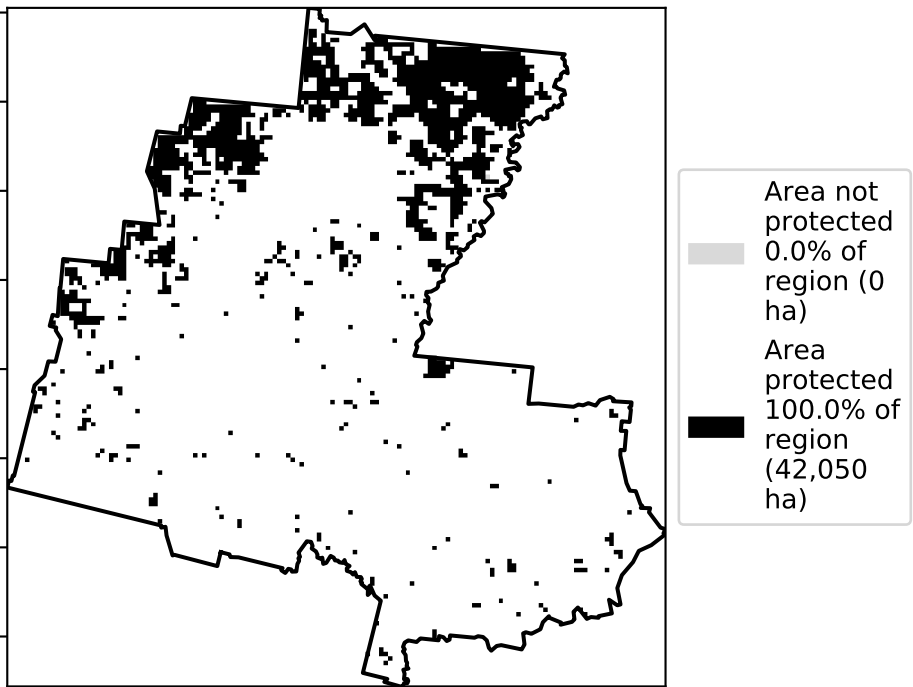 Area not
protected
0.0% of
region (0
ha)
Area
protected
100.0% of
region
(42,050
ha)